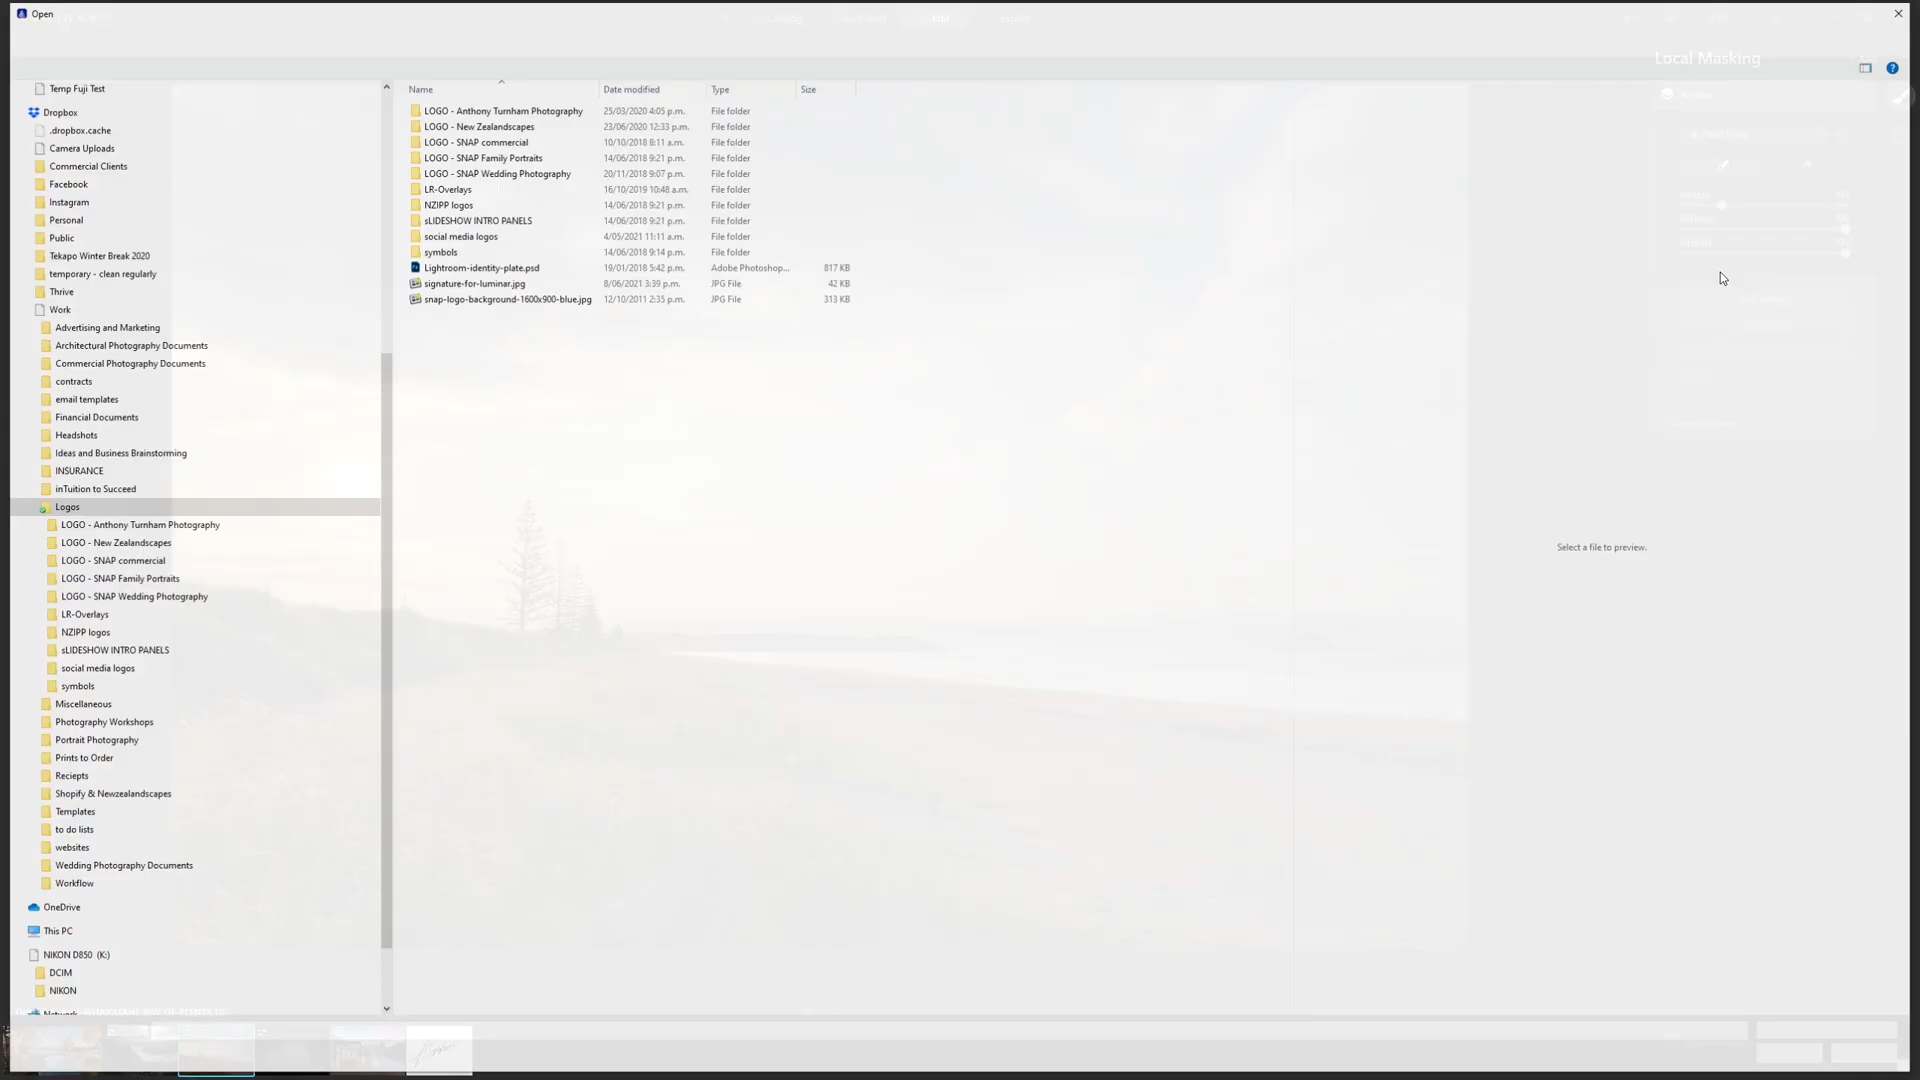 Open
Local Masking
Name Date modified Type Size
Temp Fuji Test
Dropbox
.dropbox.cache
Camera Uploads
Commercial Clients
Facebook
Instagram
Personal
Public
Tekapo Winter Break 2020
temporary - clean regularly
Thrive
Work
Advertising and Marketing
Architectural Photography Documents
Commercial Photography Documents
contracts
email templates
Financial Documents
Headshots
Ideas and Business Brainstorming
INSURANCE
inTuition to Succeed
Logos
LOGO - Anthony Turnham Photography
LOGO - New Zealandscapes
LOGO - SNAP commercial
LOGO - SNAP Family Portraits
LOGO - SNAP Wedding Photography
LR-Overlays
NZIPP logos
sLIDESHOW INTRO PANELS
social media logos
symbols
Miscellaneous
Photography Workshops
Portrait Photography
Prints to Order
Reciepts
Shopify & Newzealandscapes
Templates
to do lists
websites
Wedding Photography Documents
Workflow
OneDrive
This PC
NIKON D850 (K:)
DCIM
NIKON
Network
LOGO - Anthony Turnham Photography 25/03/2020 4:05 p.m. File folder
LOGO - New Zealandscapes 23/06/2020 12:33 p.m. File folder
LOGO - SNAP commercial 10/10/2018 8:11 a.m. File folder
LOGO - SNAP Family Portraits 14/06/2018 9:21 p.m. File folder
LOGO - SNAP Wedding Photography 20/11/2018 9:07 p.m. File folder
LR-Overlays 16/10/2019 10:48 a.m. File folder
NZIPP logos 14/06/2018 9:21 p.m. File folder
sLIDESHOW INTRO PANELS 14/06/2018 9:21 p.m. File folder
social media logos 4/05/2021 11:11 a.m. File folder
symbols 14/06/2018 9:14 p.m. File folder
Lightroom-identity-plate.psd 19/01/2018 5:42 p.m. Adobe Photoshop... 817 KB
signature-for-luminar.jpg 8/06/2021 3:39 p.m. JPG File 42 KB
snap-logo-background-1600x900-blue.jpg 12/10/2011 2:35 p.m. JPG File 313 KB
Select a file to preview.